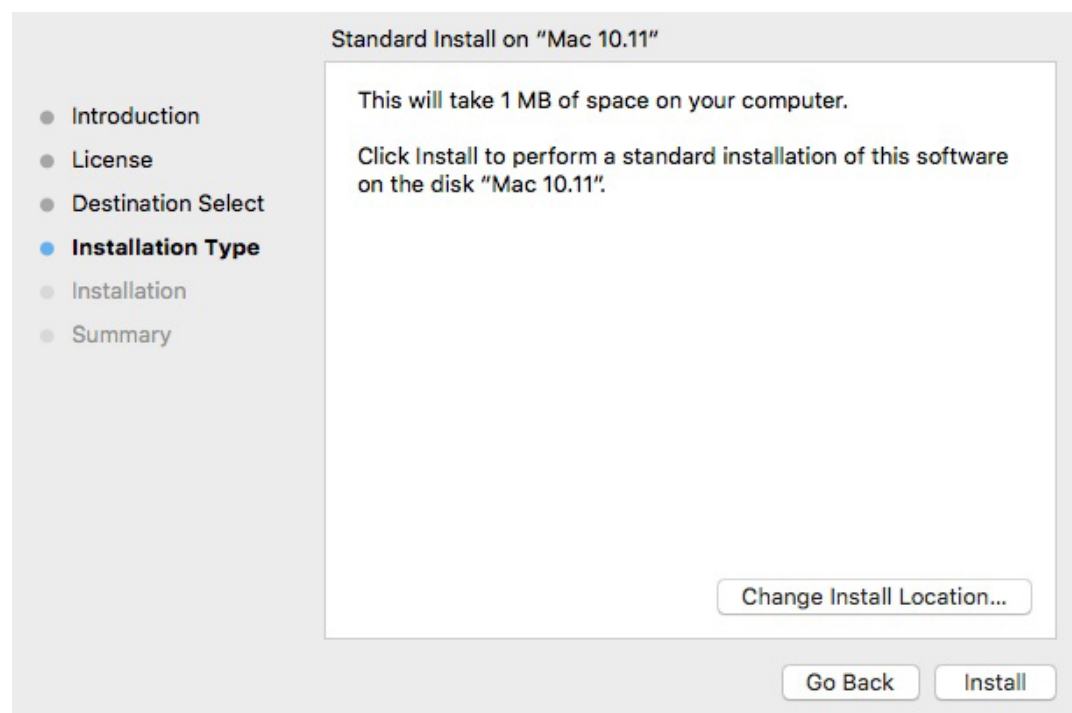 Standard Install on “Mac 10.11”
Introduction
License
Destination Select
Installation Type
Installation
Summary
This will take 1 MB of space on your computer.
Click Install to perform a standard installation of this software
on the disk “Mac 10.11”.
Change Install Location...
Go Back
Install